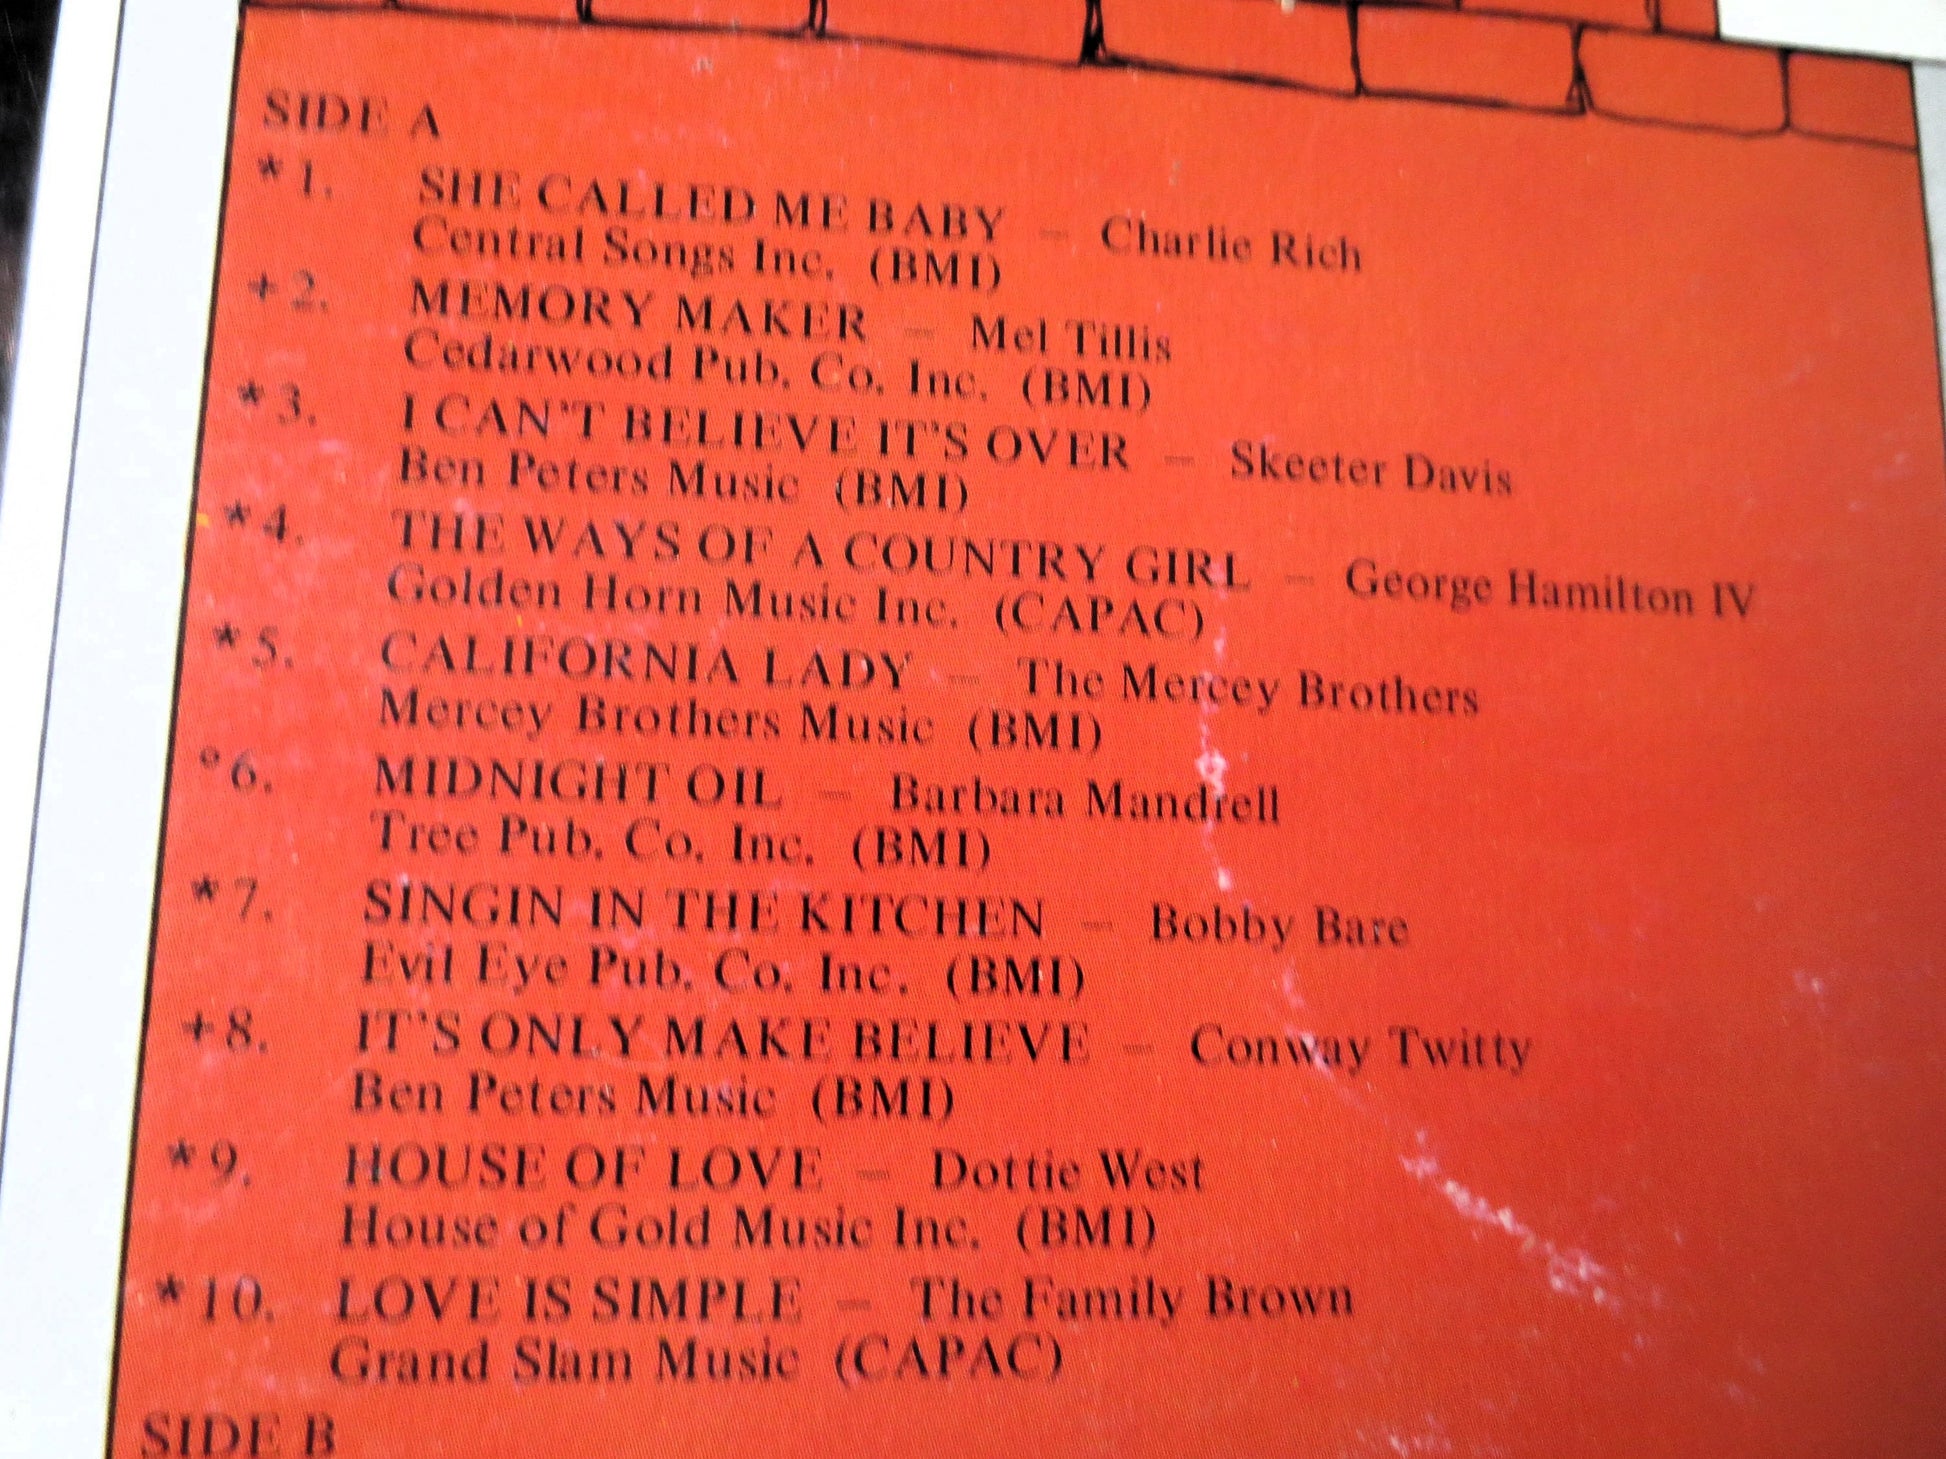 SIDE A
*1. SHE CALLED ME BABY — Charlie Rich
Central Songs Inc. (BMI)
+2. MEMORY MAKER — Mel Tillis
Cedarwood Pub. Co. Inc. (BMI)
*3. I CAN'T BELIEVE IT'S OVER — Skeeter Davis
Ben Peters Music (BMI)
*4. THE WAYS OF A COUNTRY GIRL — George Hamilton IV
Golden Horn Music Inc. (CAPAC)
*5. CALIFORNIA LADY — The Mercey Brothers
Mercey Brothers Music (BMI)
°6. MIDNIGHT OIL — Barbara Mandrell
Tree Pub. Co. Inc. (BMI)
*7. SINGIN IN THE KITCHEN — Bobby Bare
Evil Eye Pub. Co. Inc. (BMI)
+8. IT'S ONLY MAKE BELIEVE — Conway Twitty
Ben Peters Music (BMI)
*9. HOUSE OF LOVE — Dottie West
House of Gold Music Inc. (BMI)
*10. LOVE IS SIMPLE — The Family Brown
Grand Slam Music (CAPAC)
SIDE B